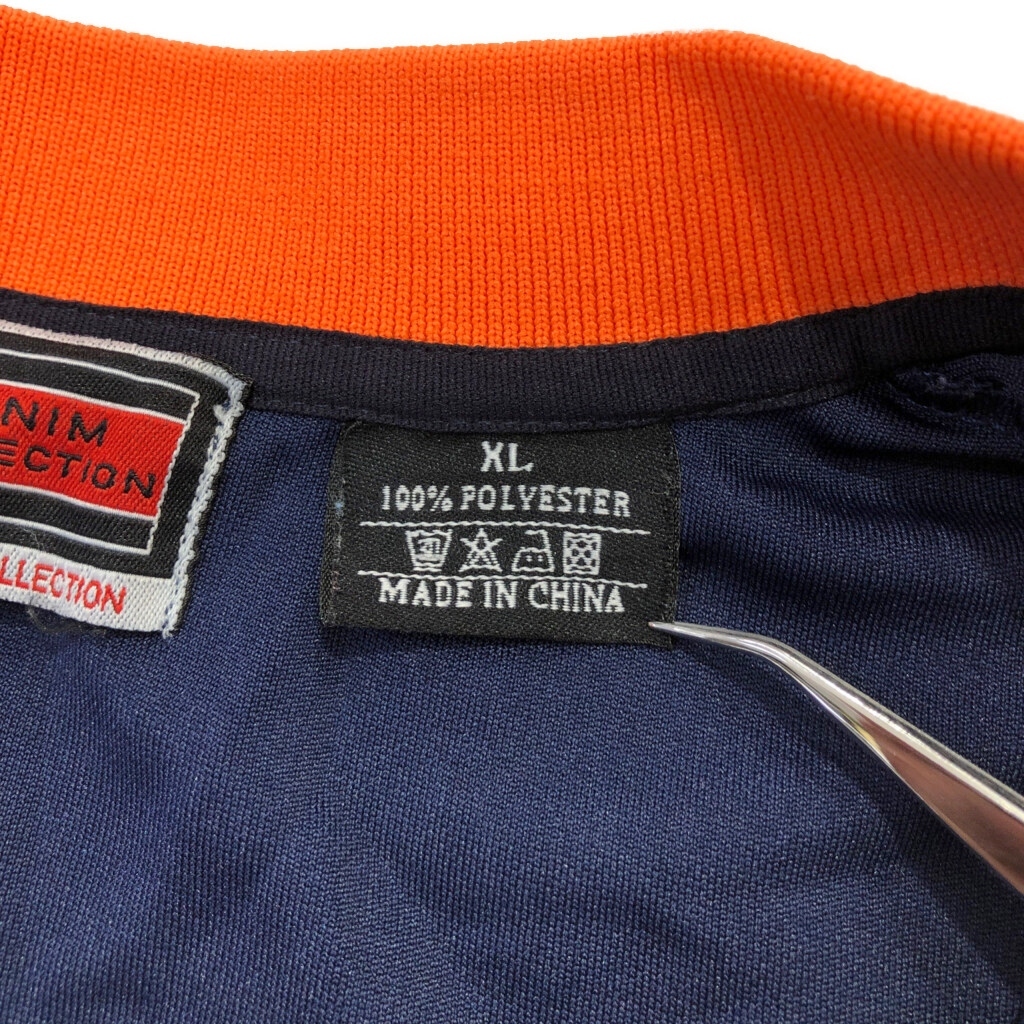 NIM
ECTION
LLECTION
XL
100% POLYESTER
MADE IN CHINA